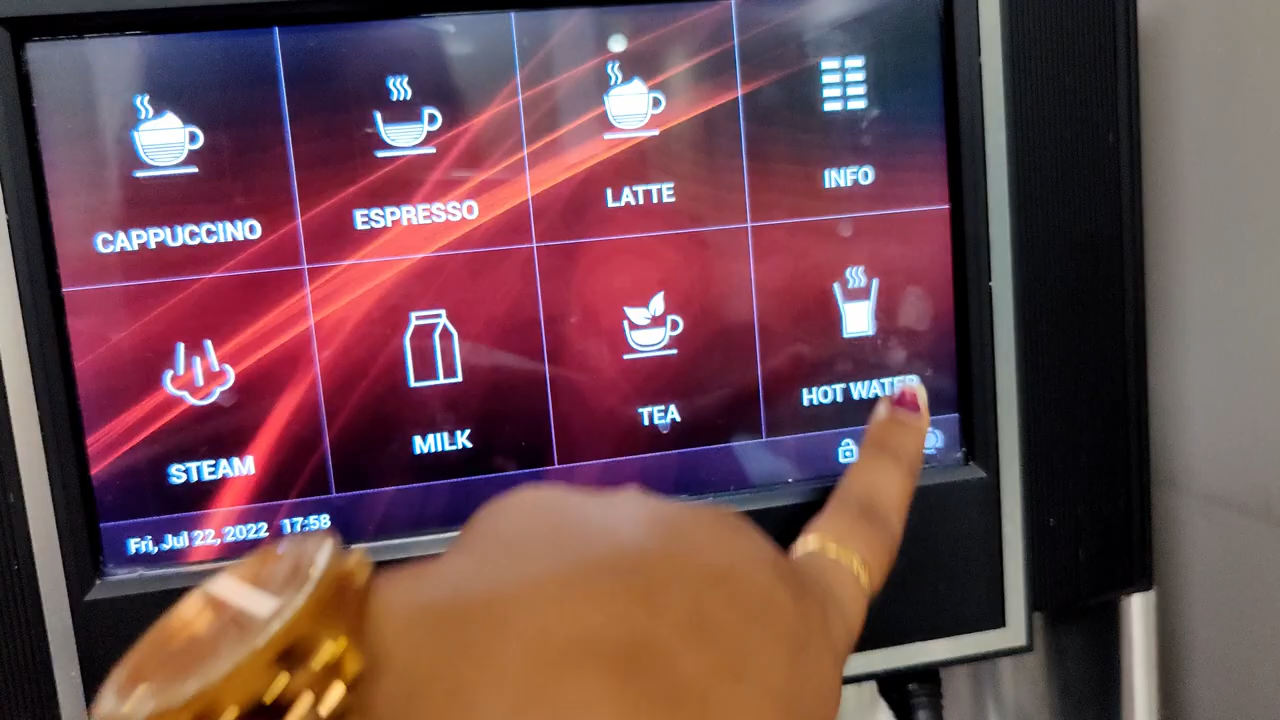 CAPPUCCINO
ESPRESSO
LATTE
INFO
STEAM
MILK
TEA
HOT WATER
Fri, Jul 22, 2022 17:58